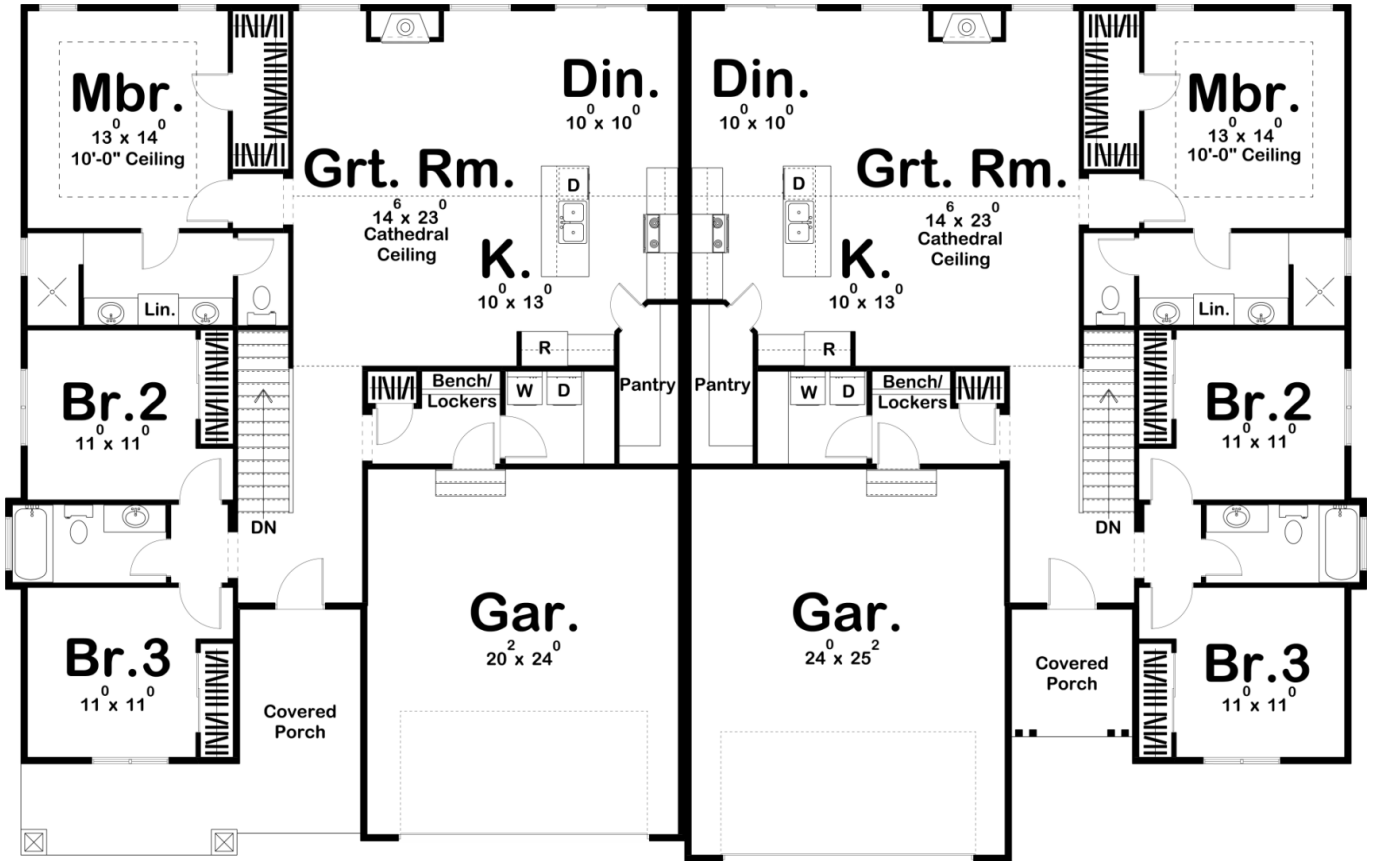 Mbr.
13⁰ x 14⁰
10'-0" Ceiling
Din.
10⁰ x 10⁰
Grt. Rm.
14⁶ x 23⁰
Cathedral
Ceiling
D
K.
10⁰ x 13⁰
Lin.
R
Pantry
Bench/
Lockers
W
D
Br.2
11⁰ x 11⁰
DN
Br.3
11⁰ x 11⁰
Covered
Porch
Gar.
20² x 24⁰
Din.
10⁰ x 10⁰
Mbr.
13⁰ x 14⁰
10'-0" Ceiling
D
Grt. Rm.
14⁶ x 23⁰
Cathedral
Ceiling
K.
10⁰ x 13⁰
Lin.
R
Pantry
W
D
Bench/
Lockers
Br.2
11⁰ x 11⁰
DN
Gar.
24⁰ x 25²
Covered
Porch
Br.3
11⁰ x 11⁰